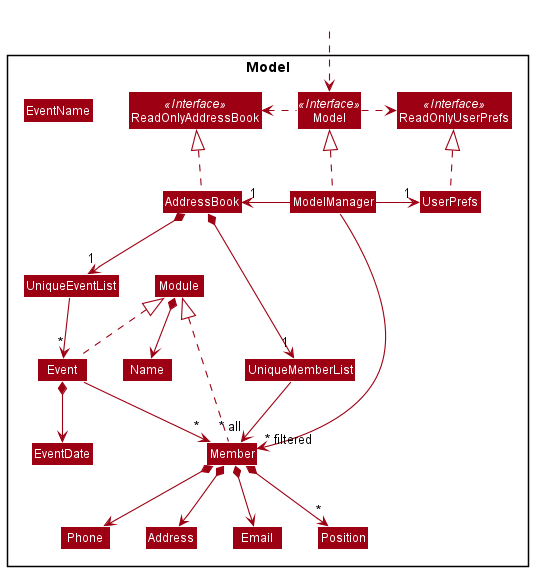 Model
EventName
«Interface»
ReadOnlyAddressBook
«Interface»
Model
«Interface»
ReadOnlyUserPrefs
AddressBook
1
ModelManager
1
UserPrefs
1
UniqueEventList
Module
*
1
Event
Name
UniqueMemberList
*
* all
* filtered
EventDate
Member
*
Phone
Address
Email
Position